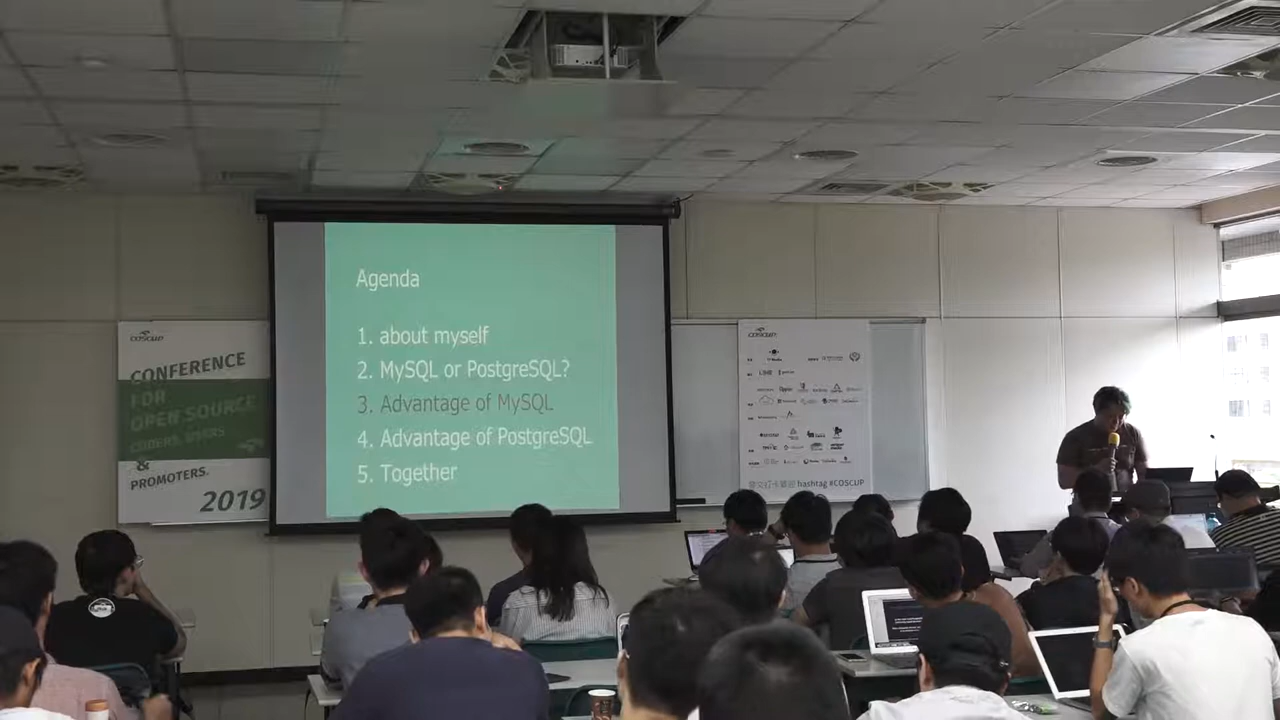 Agenda
1. about myself
2. MySQL or PostgreSQL?
3. Advantage of MySQL
4. Advantage of PostgreSQL
5. Together
COSCUP
CONFERENCE
FOR
OPEN SOURCE
CODERS, USERS
&
PROMOTERS.
2019
COSCUP
hashtag #COSCUP